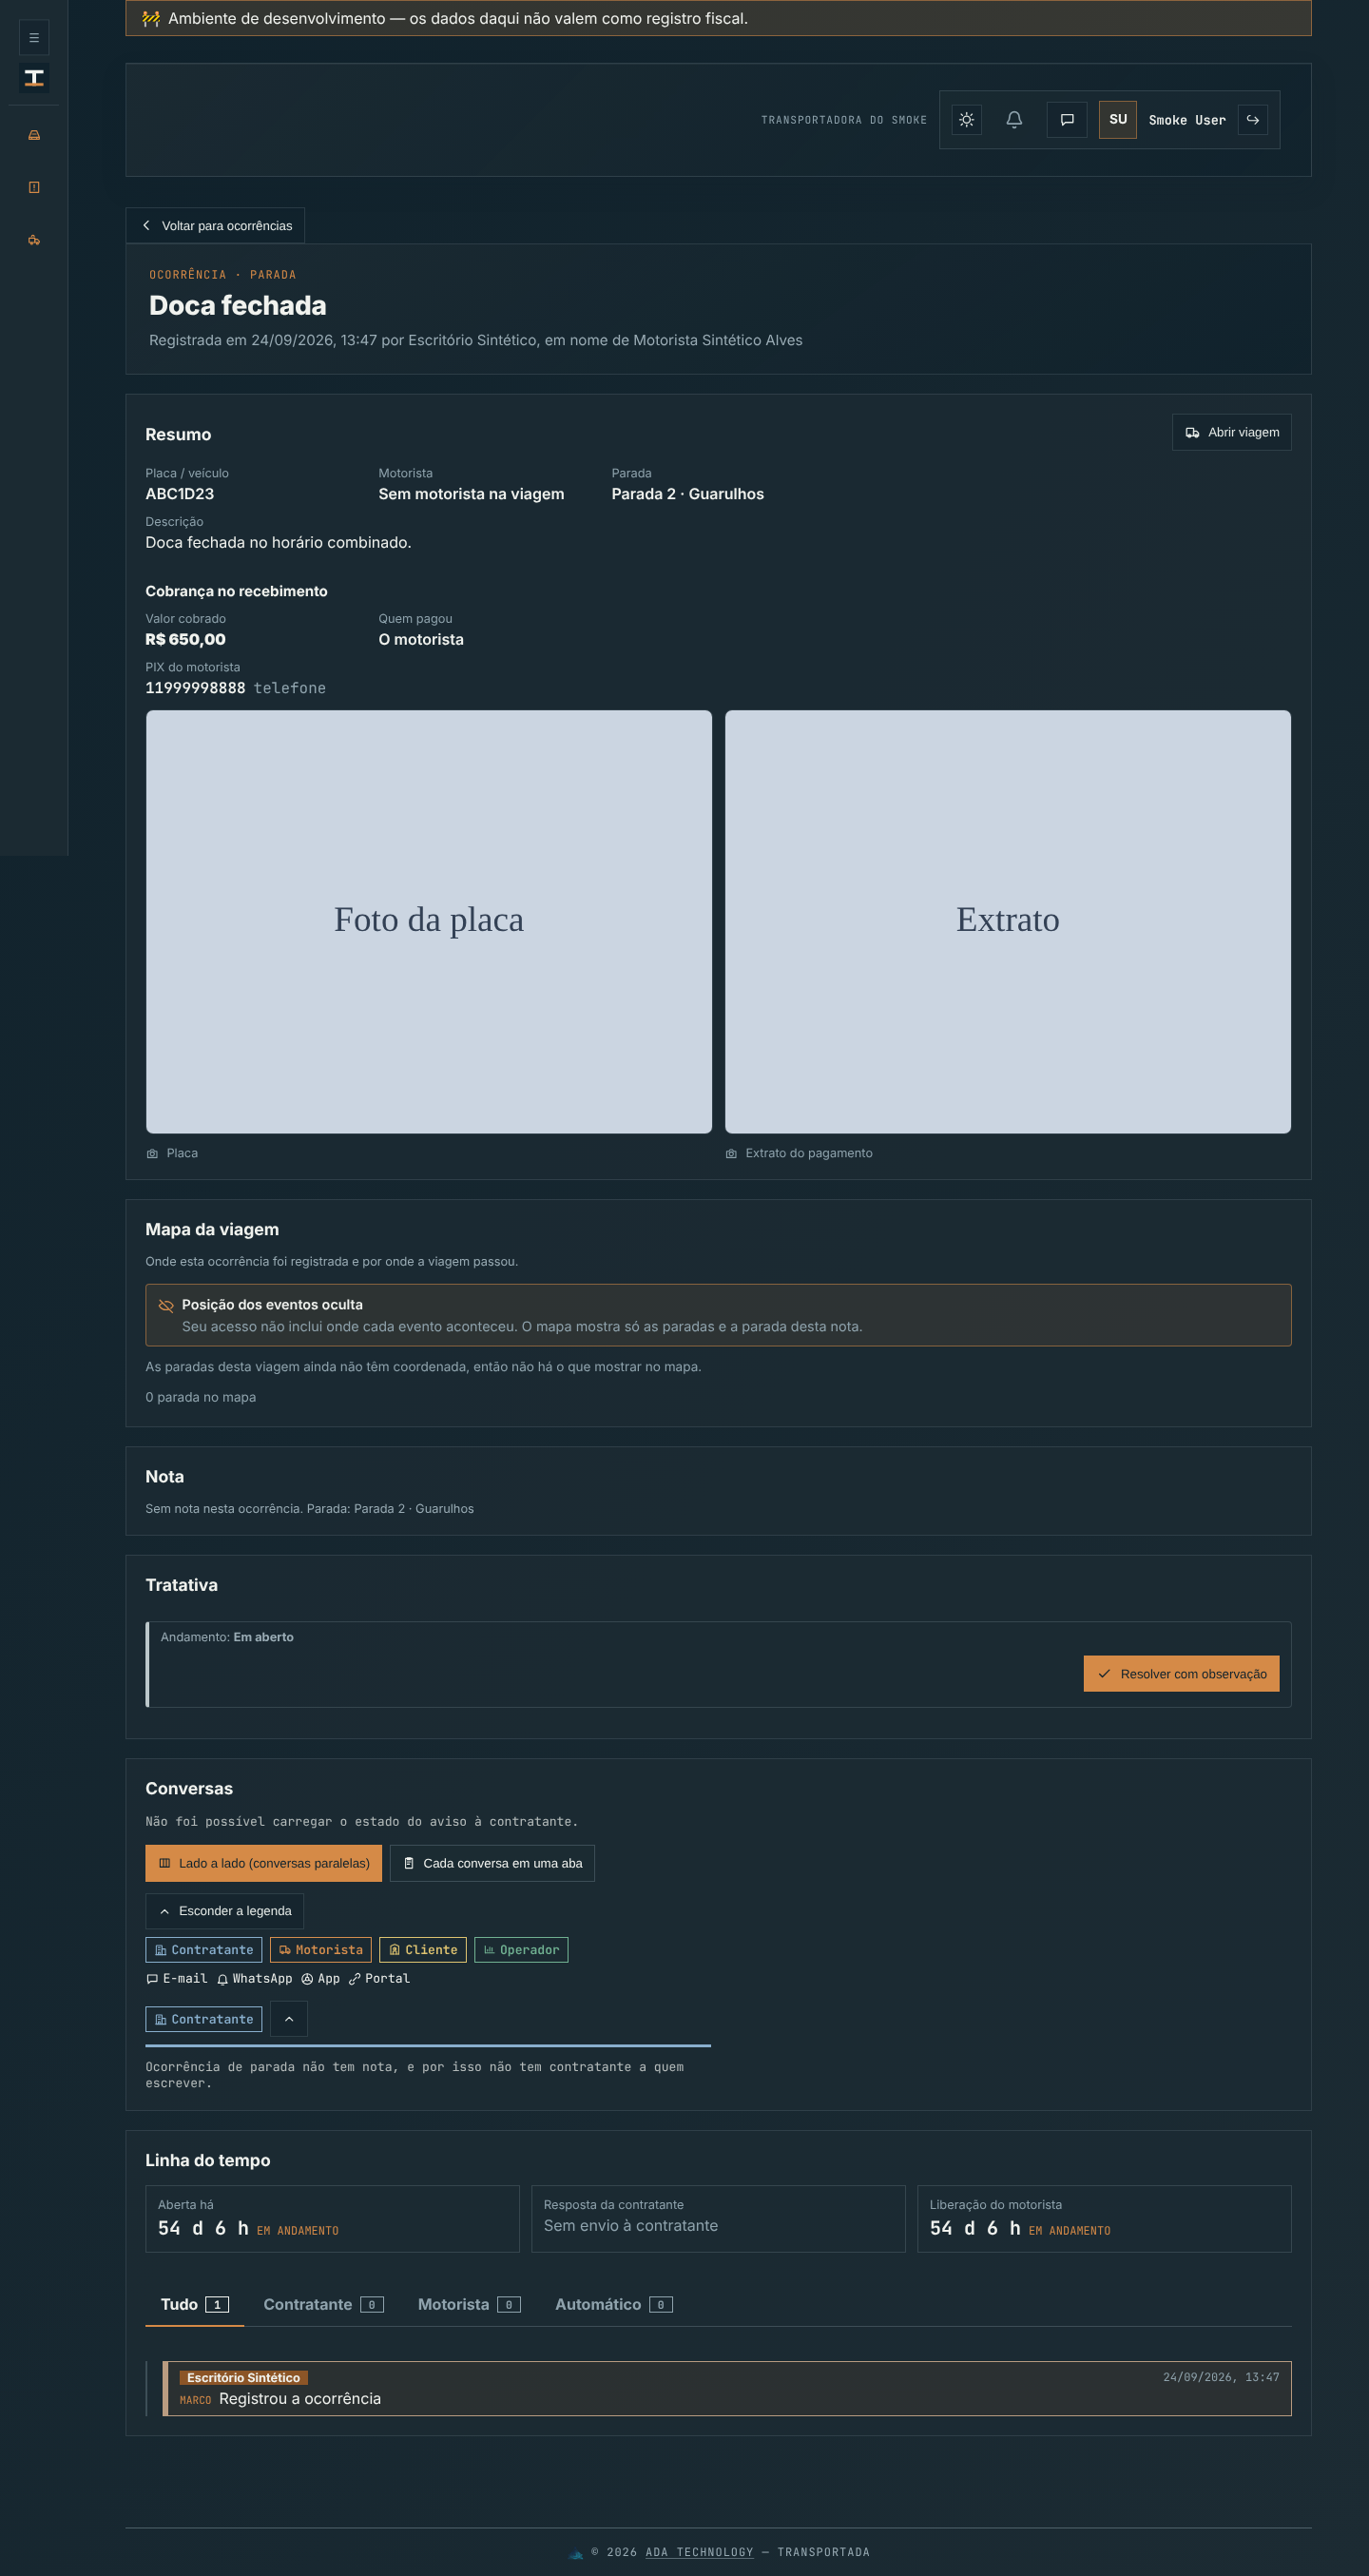 🚧 Ambiente de desenvolvimento — os dados daqui não valem como registro fiscal.
TRANSPORTADORA DO SMOKE
SU
Smoke User
Voltar para ocorrências
OCORRÊNCIA · PARADA
Doca fechada
Registrada em 24/09/2026, 13:47 por Escritório Sintético, em nome de Motorista Sintético Alves
Resumo
Abrir viagem
Placa / veículo
ABC1D23
Motorista
Sem motorista na viagem
Parada
Parada 2 · Guarulhos
Descrição
Doca fechada no horário combinado.
Cobrança no recebimento
Valor cobrado
R$ 650,00
Quem pagou
O motorista
PIX do motorista
11999998888 telefone
Foto da placa
Extrato
Placa
Extrato do pagamento
Mapa da viagem
Onde esta ocorrência foi registrada e por onde a viagem passou.
Posição dos eventos oculta
Seu acesso não inclui onde cada evento aconteceu. O mapa mostra só as paradas e a parada desta nota.
As paradas desta viagem ainda não têm coordenada, então não há o que mostrar no mapa.
0 parada no mapa
Nota
Sem nota nesta ocorrência. Parada: Parada 2 · Guarulhos
Tratativa
Andamento: Em aberto
Resolver com observação
Conversas
Não foi possível carregar o estado do aviso à contratante.
Lado a lado (conversas paralelas)
Cada conversa em uma aba
Esconder a legenda
Contratante Motorista Cliente Operador
E-mail WhatsApp App Portal
Contratante
Ocorrência de parada não tem nota, e por isso não tem contratante a quem
escrever.
Linha do tempo
Aberta há
54 d 6 h EM ANDAMENTO
Resposta da contratante
Sem envio à contratante
Liberação do motorista
54 d 6 h EM ANDAMENTO
Tudo 1 Contratante 0 Motorista 0 Automático 0
Escritório Sintético
24/09/2026, 13:47
MARCO Registrou a ocorrência
© 2026 ADA TECHNOLOGY — TRANSPORTADA